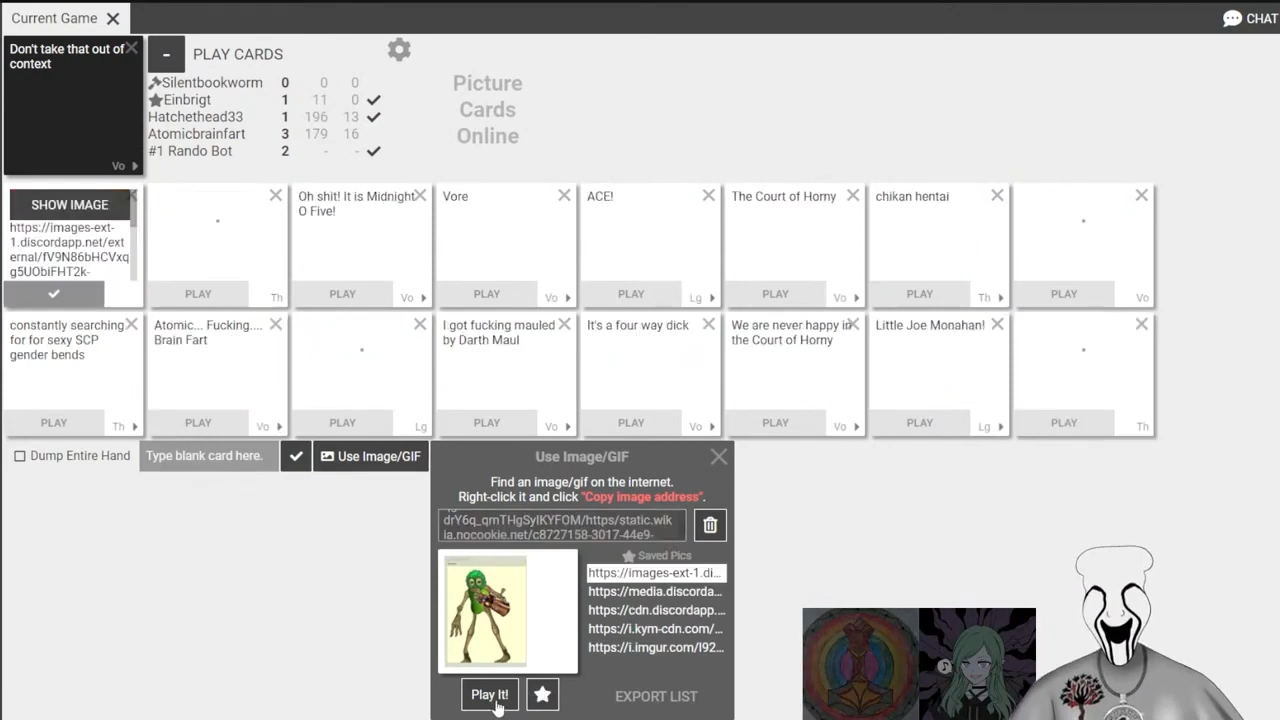 Current Game
CHAT
Don't take that out of
context
Vo
-
PLAY CARDS
Silentbookworm 0 0 0
Einbrigt 1 11 0
Hatchethead33 1 196 13
Atomicbrainfart 3 179 16
#1 Rando Bot 2 - -
Picture
Cards
Online
SHOW IMAGE
https://images-ext-
1.discordapp.net/ext
ernal/fV9N86bHCVxq
g5UObiFHT2k-
.
PLAY
Th
Oh shit! It is Midnight
O Five!
PLAY
Vo
Vore
PLAY
Vo
ACE!
PLAY
Lg
The Court of Horny
PLAY
Vo
chikan hentai
PLAY
Th
.
PLAY
Vo
constantly searching
for for sexy SCP
gender bends
PLAY
Th
Atomic... Fucking....
Brain Fart
PLAY
Vo
.
PLAY
Lg
I got fucking mauled
by Darth Maul
PLAY
Vo
It's a four way dick
PLAY
Vo
We are never happy in
the Court of Horny
PLAY
Vo
Little Joe Monahan!
PLAY
Lg
.
PLAY
Th
Dump Entire Hand
Type blank card here.
Use Image/GIF
Use Image/GIF
Find an image/gif on the internet.
Right-click it and click "Copy image address".
drY6q_qmTHgSyIKYFOM/https/static.wik
ia.nocookie.net/c8727158-3017-44e9-
Saved Pics
https://images-ext-1.di...
https://media.discorda...
https://cdn.discordapp....
https://i.kym-cdn.com/...
https://i.imgur.com/I92...
Play It!
EXPORT LIST